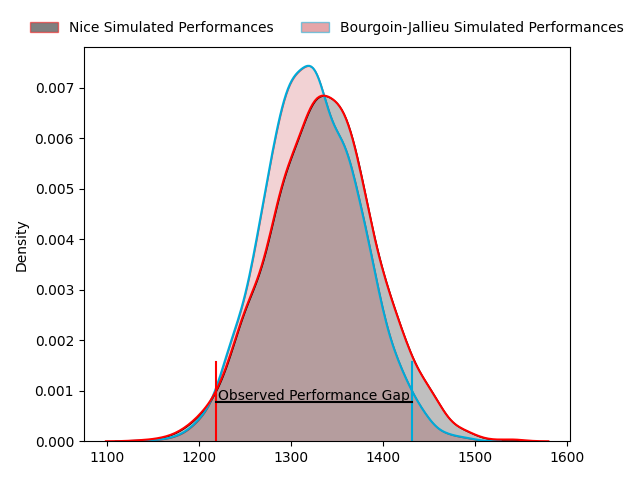 Nice Simulated Performances
Bourgoin-Jallieu Simulated Performances
Density
0.007
0.006
0.005
0.004
0.003
0.002
0.001
0.000
Observed Performance Gap
1100 1200 1300 1400 1500 1600